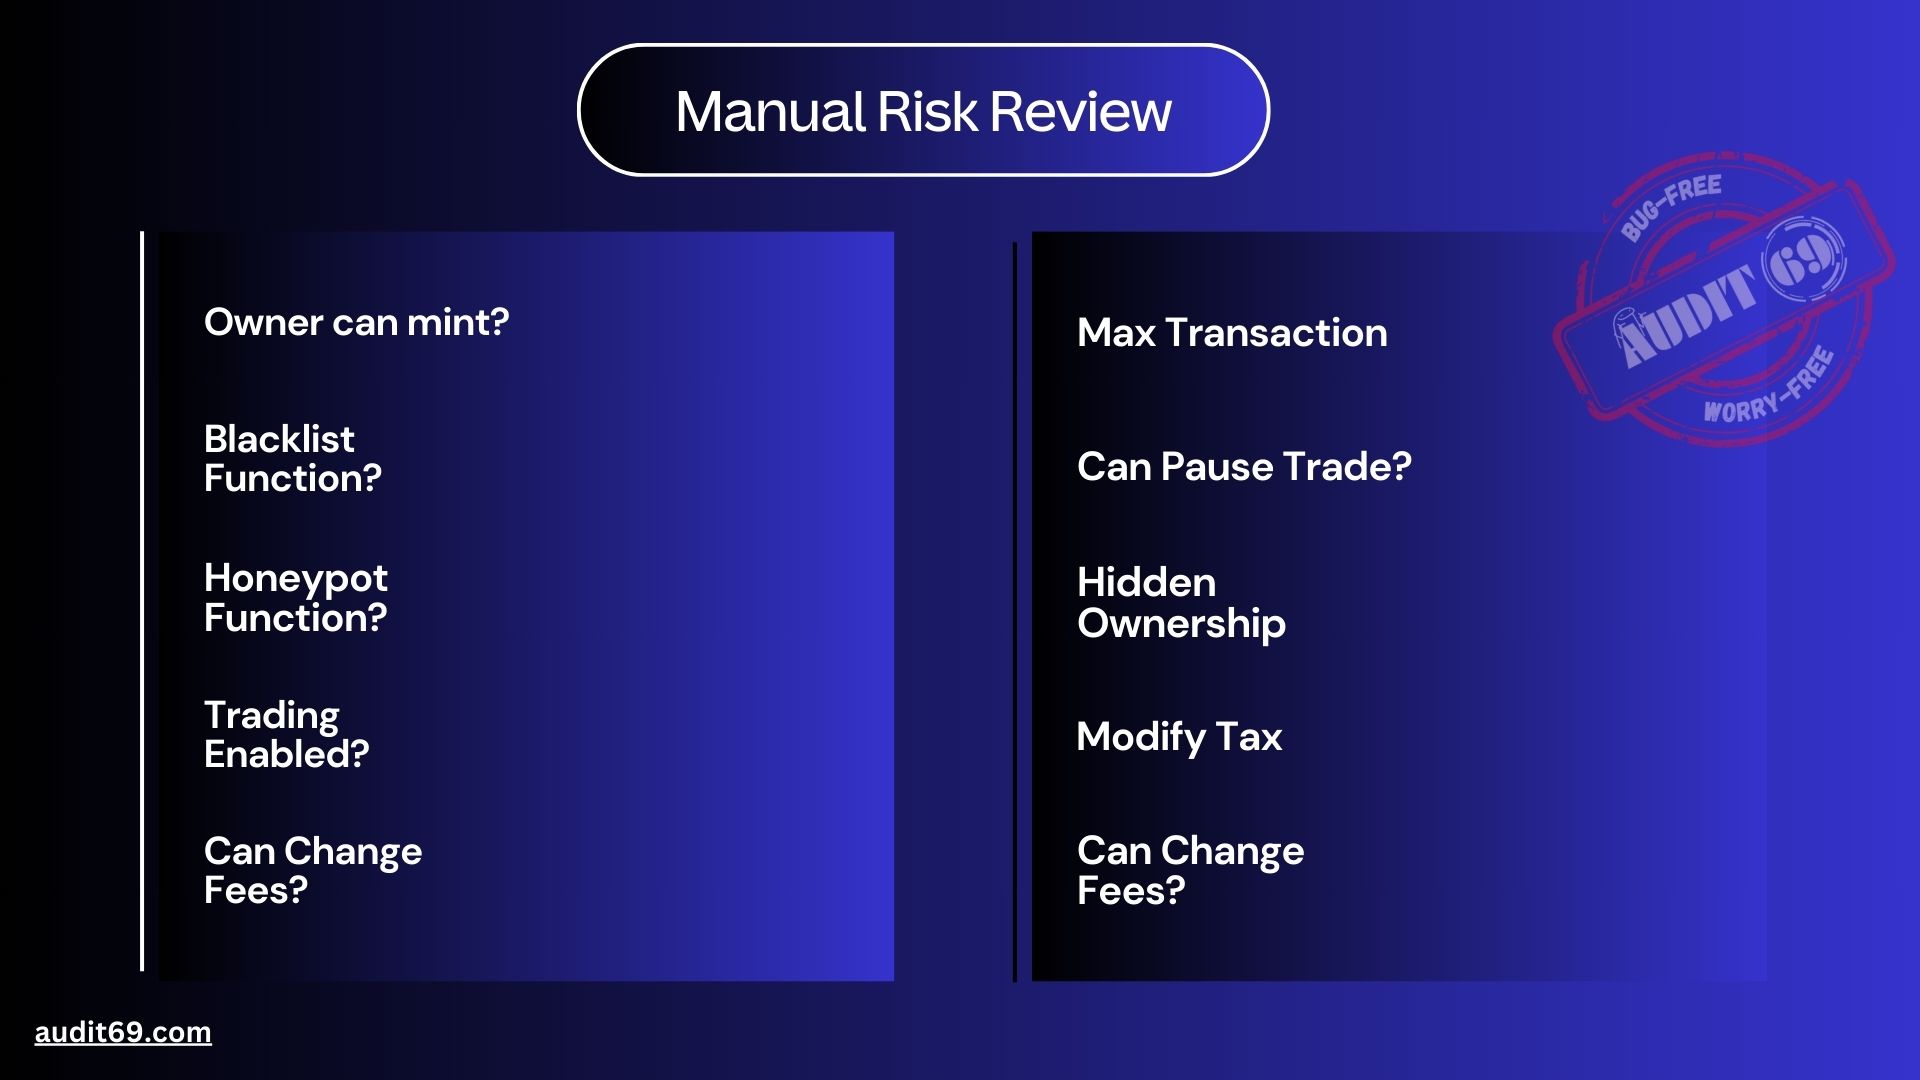 Manual Risk Review
Owner can mint?
Blacklist
Function?
Honeypot
Function?
Trading
Enabled?
Can Change
Fees?
Max Transaction
Can Pause Trade?
Hidden
Ownership
Modify Tax
Can Change
Fees?
BUG-FREE
AUDIT 69
WORRY-FREE
audit69.com